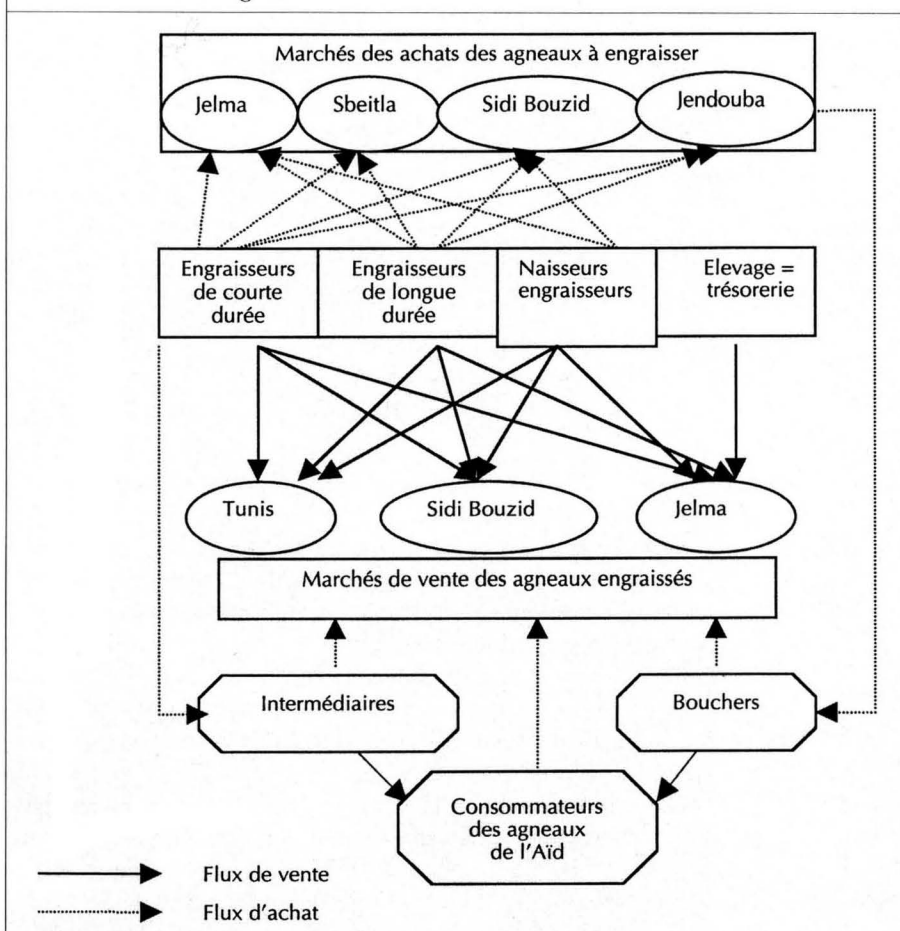 Marchés des achats des agneaux à engraisser
Jelma
Sbeitla
Sidi Bouzid
Jendouba
Engraisseurs
de courte
durée
Engraisseurs
de longue
durée
Naisseurs
engraisseurs
Elevage =
trésorerie
Tunis
Sidi Bouzid
Jelma
Marchés de vente des agneaux engraissés
Intermédiaires
Bouchers
Consommateurs
des agneaux
de l'Aïd
Flux de vente
Flux d'achat